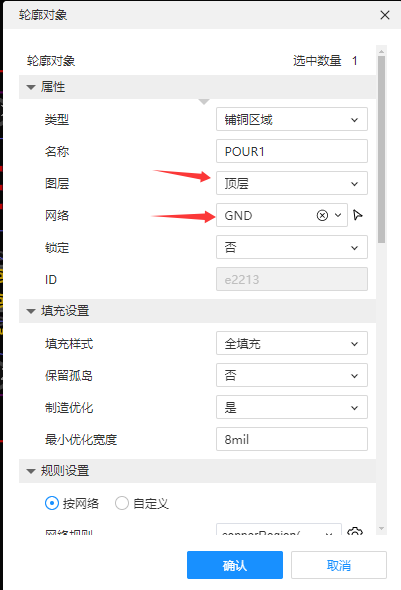 轮廓对象
轮廓对象 选中数量 1
属性
类型 铺铜区域
名称 POUR1
图层 顶层
网络 GND
锁定 否
ID e2213
填充设置
填充样式 全填充
保留孤岛 否
制造优化 是
最小优化宽度 8mil
规则设置
按网络 自定义
网络规则
确认 取消